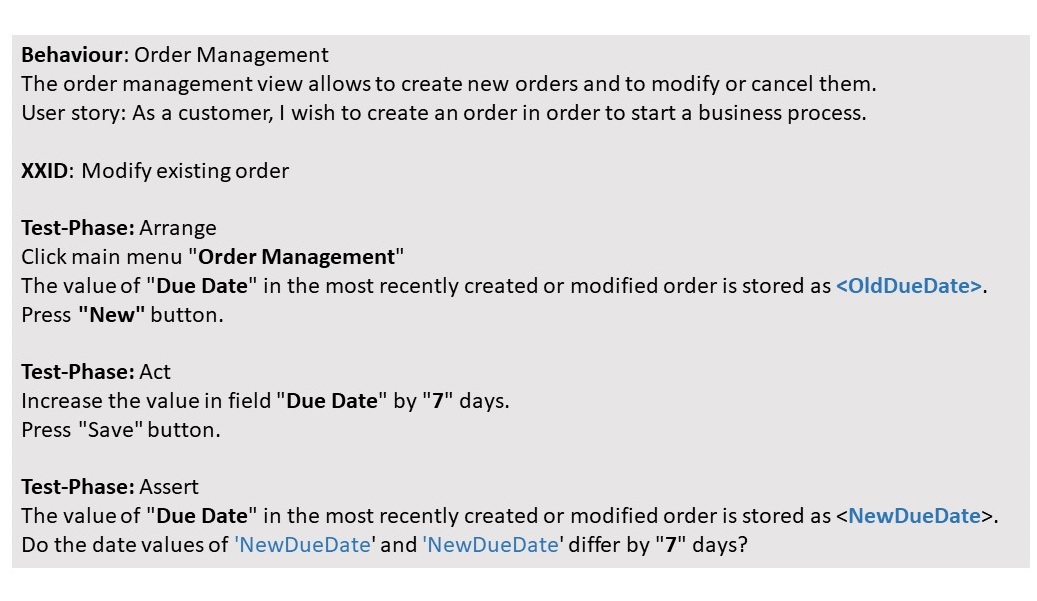 Behaviour: Order Management
The order management view allows to create new orders and to modify or cancel them.
User story: As a customer, I wish to create an order in order to start a business process.
XXID: Modify existing order
Test-Phase: Arrange
Click main menu "Order Management"
The value of "Due Date" in the most recently created or modified order is stored as <OldDueDate>.
Press "New" button.
Test-Phase: Act
Increase the value in field "Due Date" by "7" days.
Press "Save" button.
Test-Phase: Assert
The value of "Due Date" in the most recently created or modified order is stored as <NewDueDate>.
Do the date values of 'NewDueDate' and 'NewDueDate' differ by "7" days?